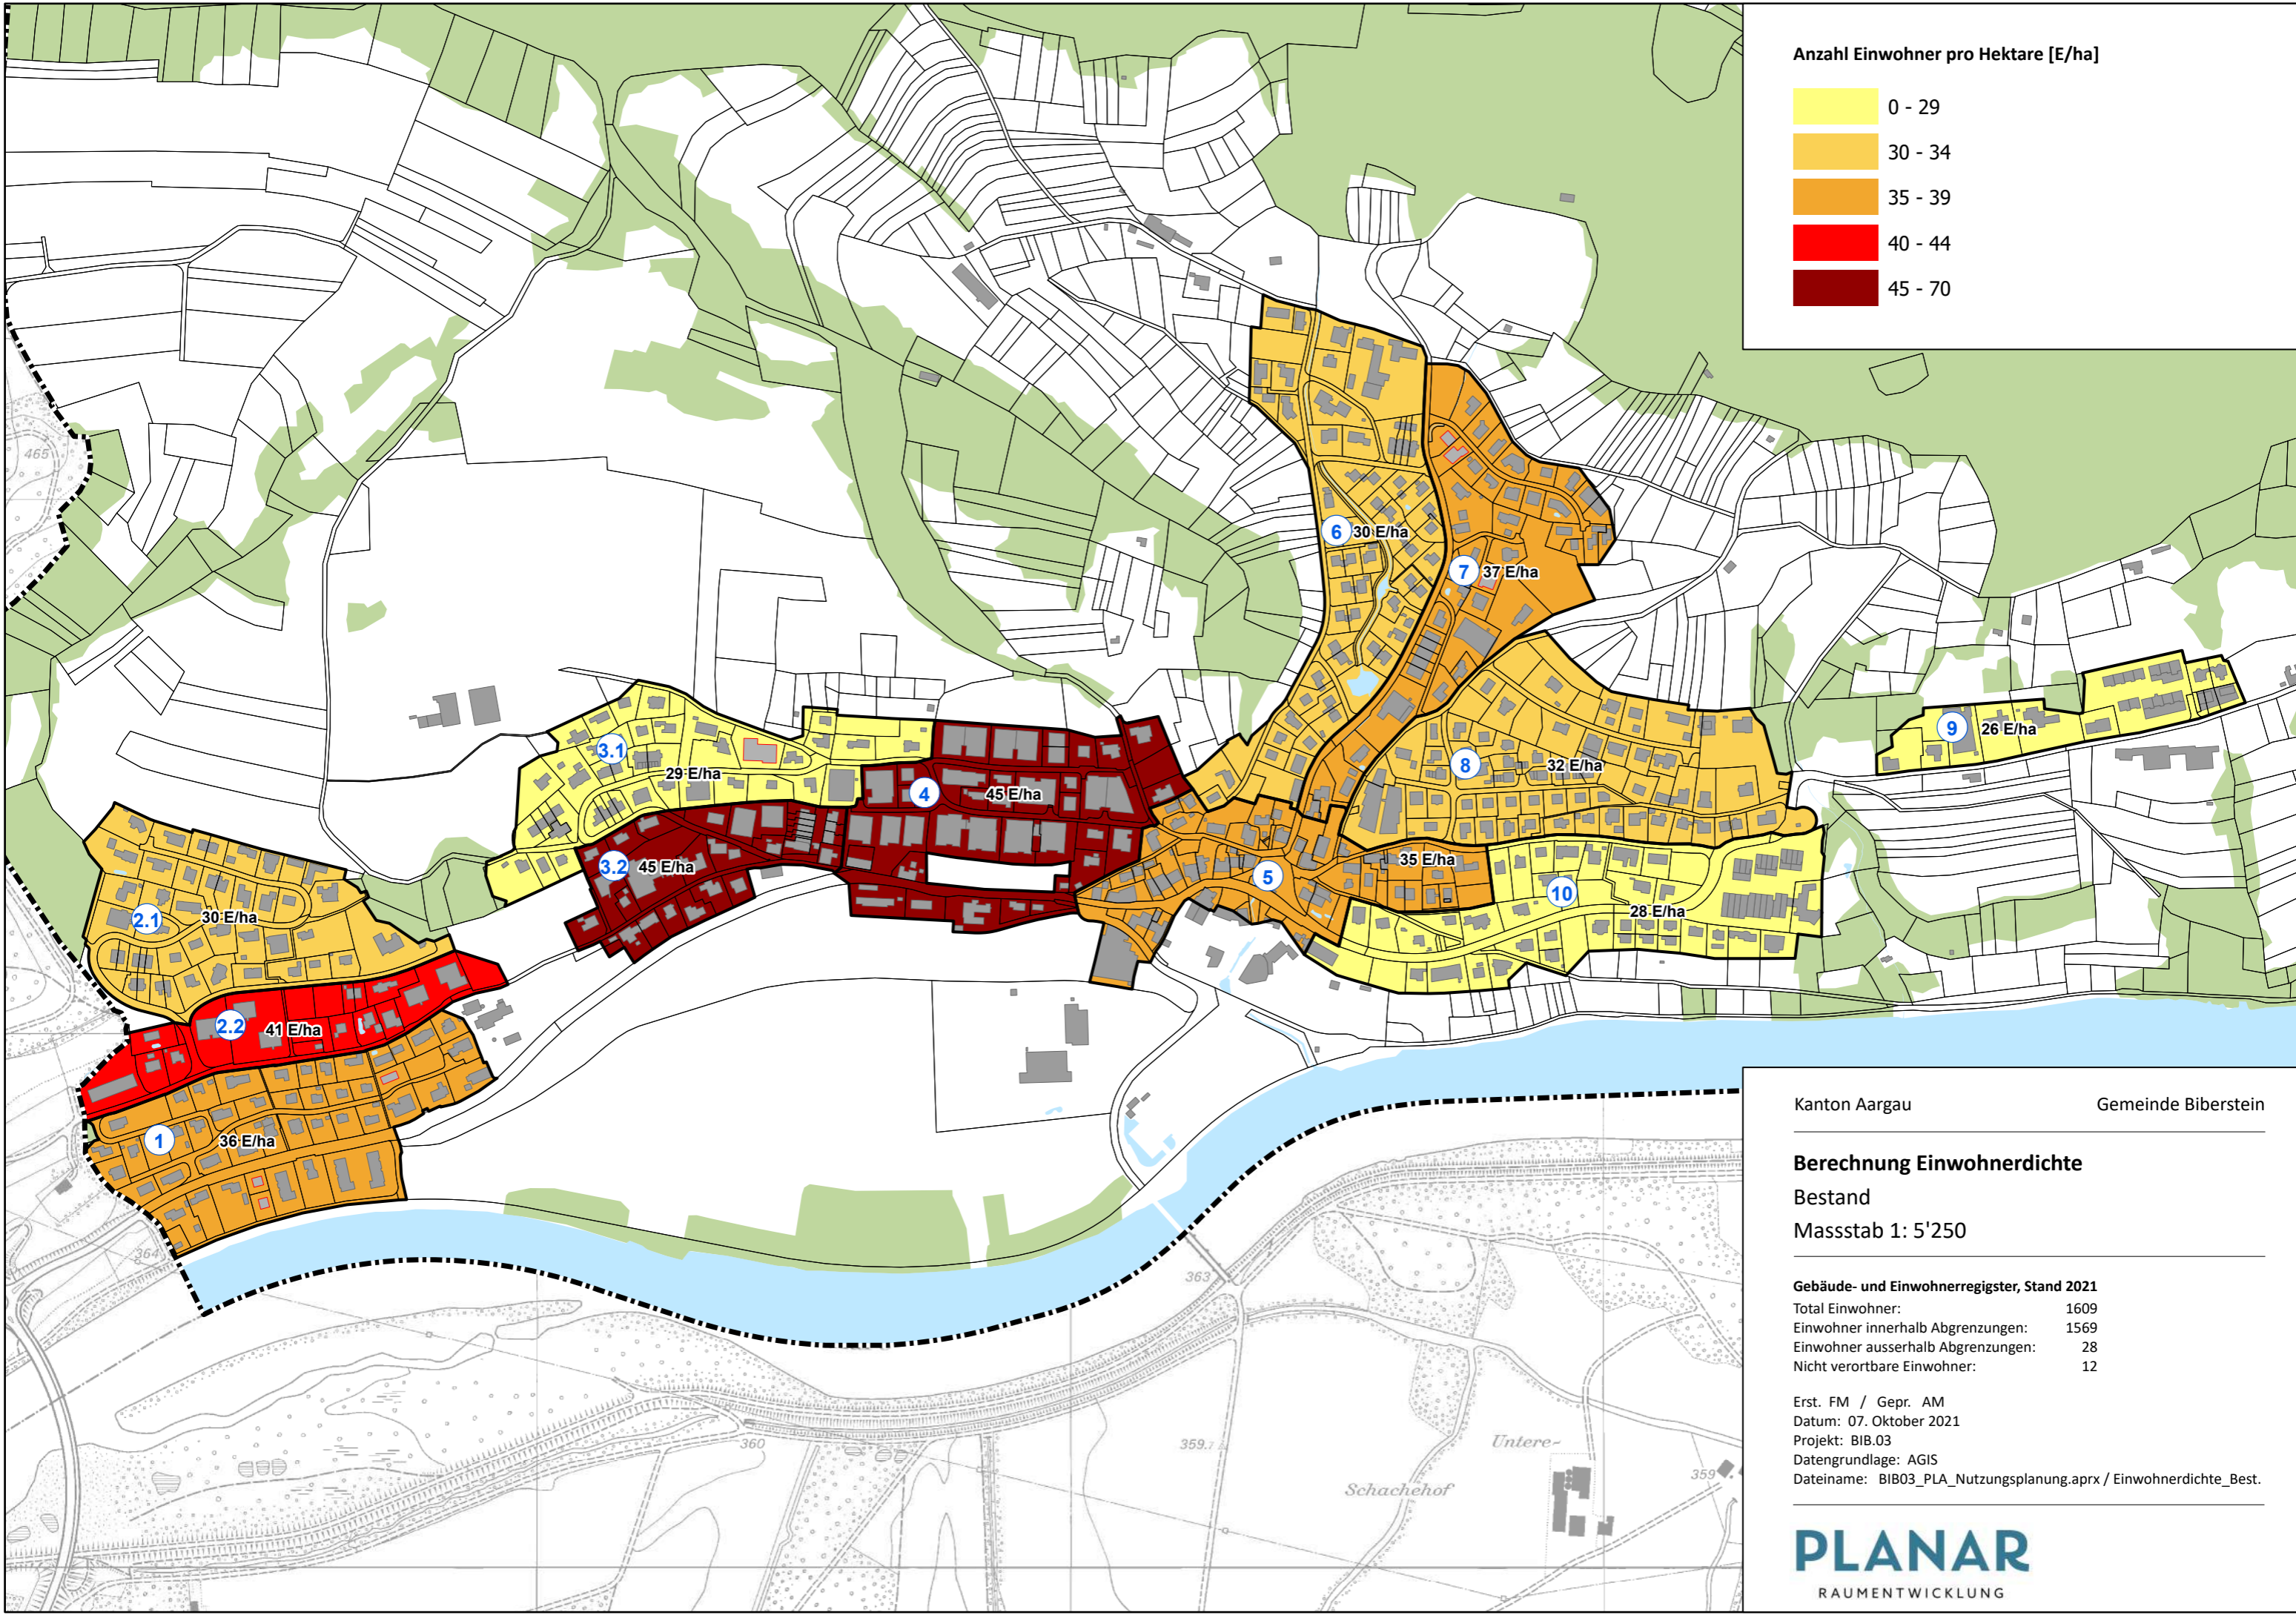 Anzahl Einwohner pro Hektare [E/ha]
0 - 29
30 - 34
35 - 39
40 - 44
45 - 70
465
6 30 E/ha
7 37 E/ha
3.1
29 E/ha
9 26 E/ha
8 32 E/ha
4 45 E/ha
3.2 45 E/ha
35 E/ha
5
10
28 E/ha
2.1 30 E/ha
2.2 41 E/ha
1 36 E/ha
364
363
360
359.7
Untere-
Schachehof
359
Kanton Aargau Gemeinde Biberstein
Berechnung Einwohnerdichte
Bestand
Massstab 1: 5'250
Gebäude- und Einwohnerregigster, Stand 2021
Total Einwohner: 1609
Einwohner innerhalb Abgrenzungen: 1569
Einwohner ausserhalb Abgrenzungen: 28
Nicht verortbare Einwohner: 12
Erst. FM / Gepr. AM
Datum: 07. Oktober 2021
Projekt: BIB.03
Datengrundlage: AGIS
Dateiname: BIB03_PLA_Nutzungsplanung.aprx / Einwohnerdichte_Best.
PLANAR
RAUMENTWICKLUNG